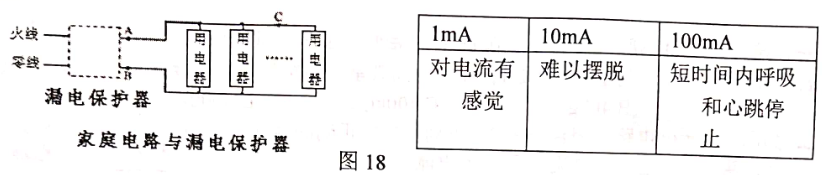 火线
零线
A
B
C
用电器
用电器
……
用电器
漏电保护器
家庭电路与漏电保护器
图 18
1mA 10mA 100mA
对电流有感觉
难以摆脱
短时间内呼吸和心跳停止